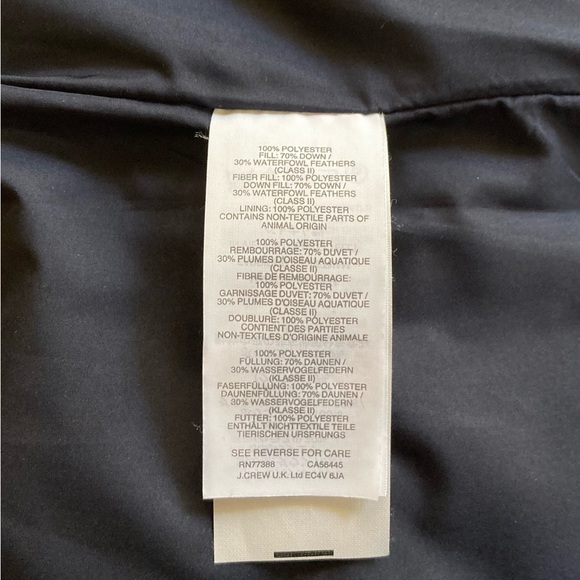 100% POLYESTER
FILL: 70% DOWN /
30% WATERFOWL FEATHERS
(CLASS II)
FIBER FILL: 100% POLYESTER
DOWN FILL: 70% DOWN /
30% WATERFOWL FEATHERS
(CLASS II)
LINING: 100% POLYESTER
CONTAINS NON-TEXTILE PARTS OF
ANIMAL ORIGIN
100% POLYESTER
REMBOURRAGE: 70% DUVET /
30% PLUMES D'OISEAU AQUATIQUE
(CLASSE II)
FIBRE DE REMBOURRAGE:
100% POLYESTER
GARNISSAGE DUVET: 70% DUVET /
30% PLUMES D'OISEAU AQUATIQUE
(CLASSE II)
DOUBLURE: 100% POLYESTER
CONTIENT DES PARTIES
NON-TEXTILES D'ORIGINE ANIMALE
100% POLYESTER
FÜLLUNG: 70% DAUNEN /
30% WASSERVOGELFEDERN
(KLASSE II)
FASERFÜLLUNG: 100% POLYESTER
DAUNENFÜLLUNG: 70% DAUNEN /
30% WASSERVOGELFEDERN
(KLASSE II)
FUTTER: 100% POLYESTER
ENTHÄLT NICHTTEXTILE TEILE
TIERISCHEN URSPRUNGS
SEE REVERSE FOR CARE
RN77388 CA56445
J.CREW U.K. Ltd EC4V 6JA